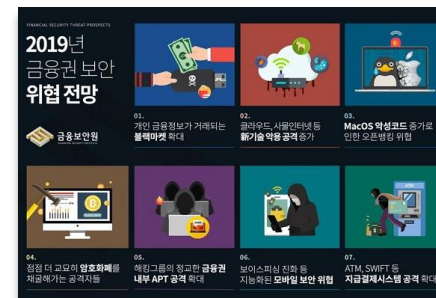 FINANCIAL SECURITY THREAT PROSPECTS
2019년
금융권 보안
위협 전망
금융보안원
01.
개인 금융정보가 거래되는
블랙마켓 확대
02.
클라우드, 사물인터넷 등
신기술 악용 공격 증가
03.
MacOS 악성코드 증가로
인한 오픈뱅킹 위협
04.
점점 더 교묘히 암호화폐를
채굴해가는 공격자들
05.
해킹그룹의 정교한 금융권
내부 APT 공격 확대
06.
보이스피싱 진화 등
지능화된 모바일 보안 위협
07.
ATM, SWIFT 등
지급결제시스템 공격 확대